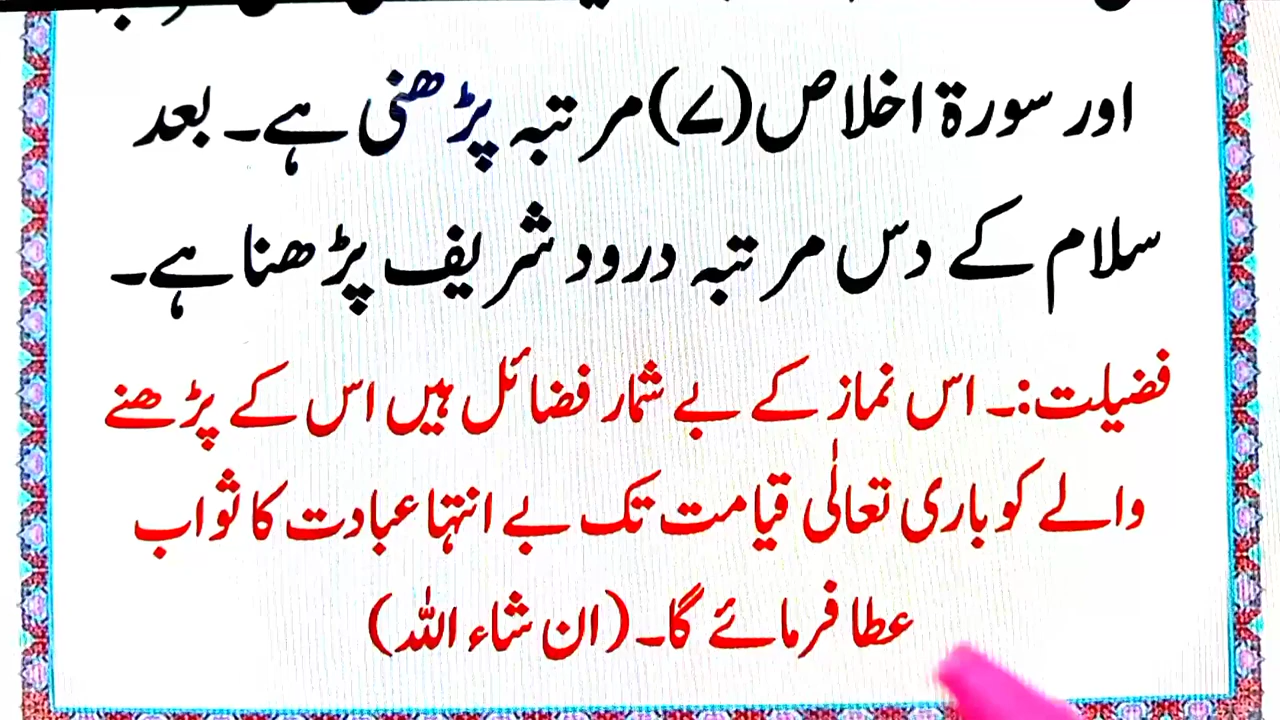 اور سورۃ اخلاص (۷) مرتبہ پڑھنی ہے۔ بعد
سلام کے دس مرتبہ درود شریف پڑھنا ہے۔
فضیلت:۔ اس نماز کے بے شمار فضائل ہیں اس کے پڑھنے
والے کو باری تعالٰی قیامت تک بے انتہا عبادت کا ثواب
عطا فرمائے گا۔ (ان شاء اللہ)